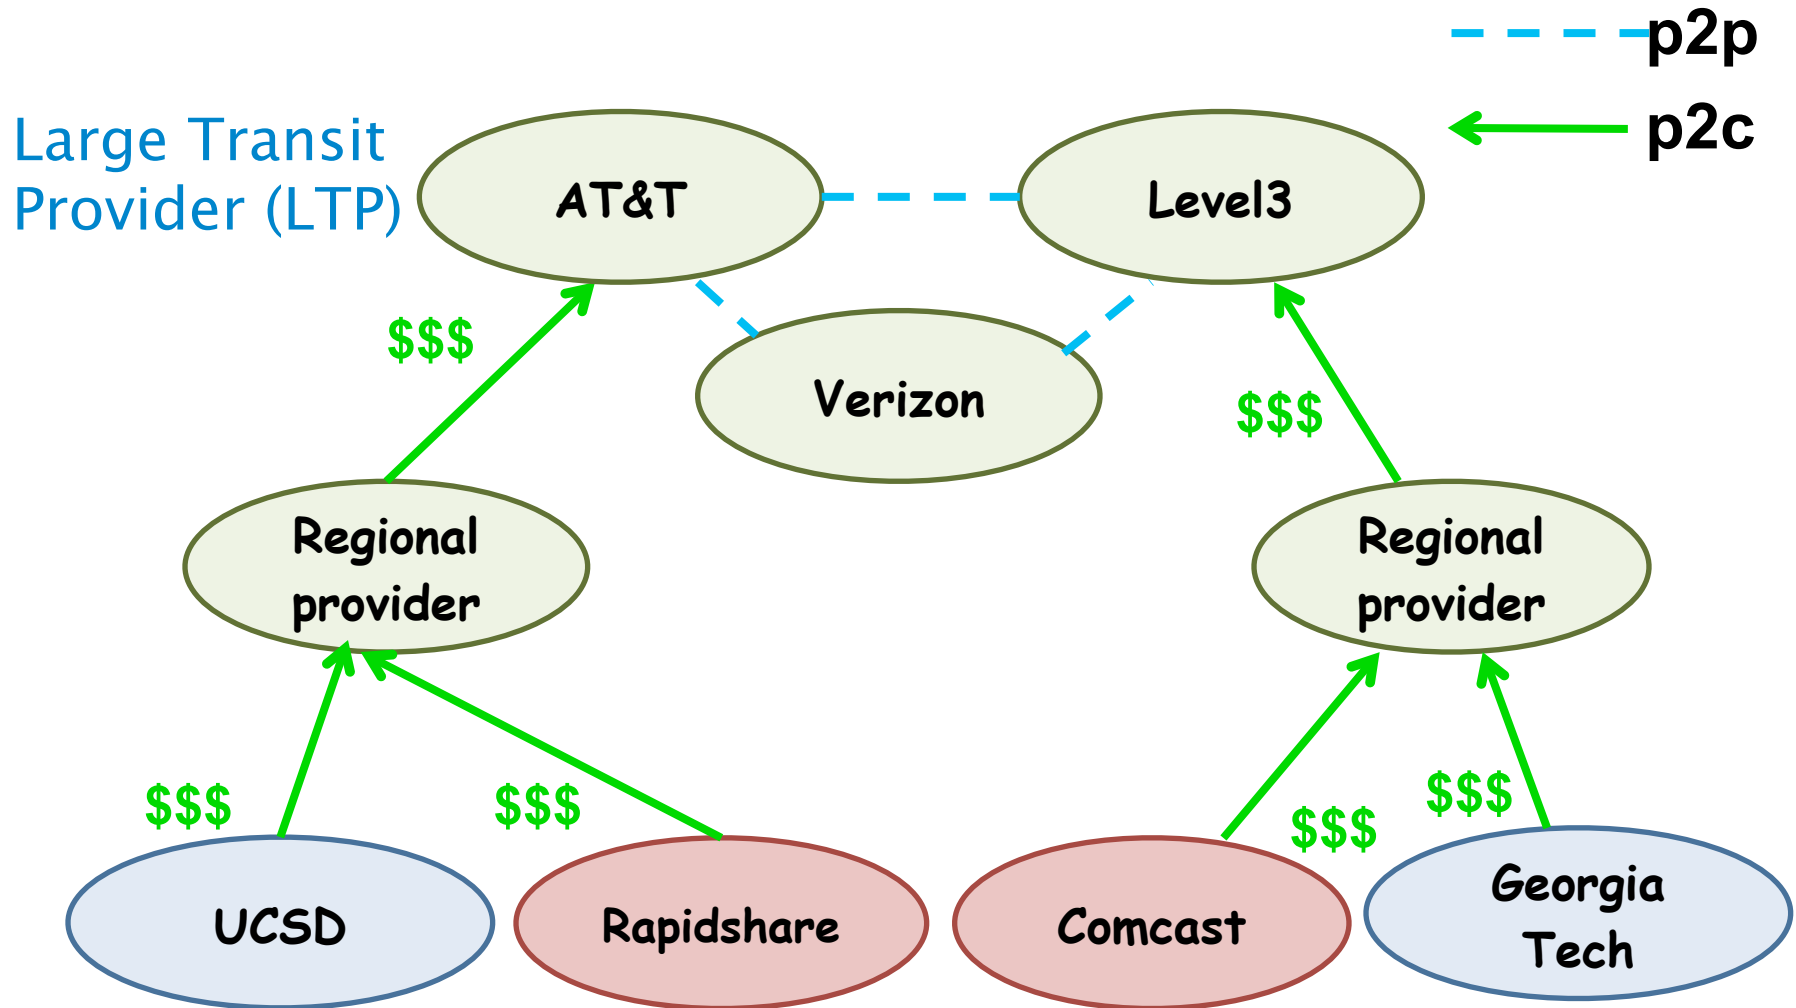 p2p
p2c
Large Transit
Provider (LTP)
AT&T
Level3
$$$
Verizon
$$$
Regional
provider
Regional
provider
$$$
$$$
$$$
$$$
UCSD
Rapidshare
Comcast
Georgia
Tech